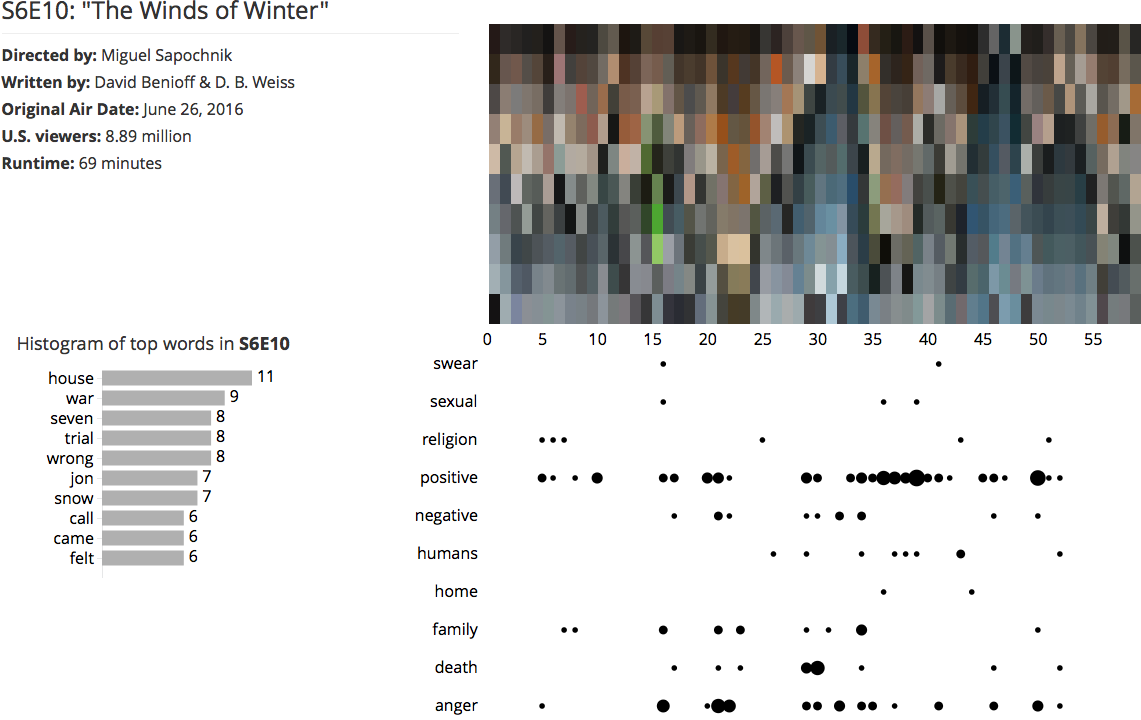 S6E10: "The Winds of Winter"
Directed by: Miguel Sapochnik
Written by: David Benioff & D. B. Weiss
Original Air Date: June 26, 2016
U.S. viewers: 8.89 million
Runtime: 69 minutes
Histogram of top words in S6E10
house 11
war 9
seven 8
trial 8
wrong 8
jon 7
snow 7
call 6
came 6
felt 6
0 5 10 15 20 25 30 35 40 45 50 55
swear
sexual
religion
positive
negative
humans
home
family
death
anger